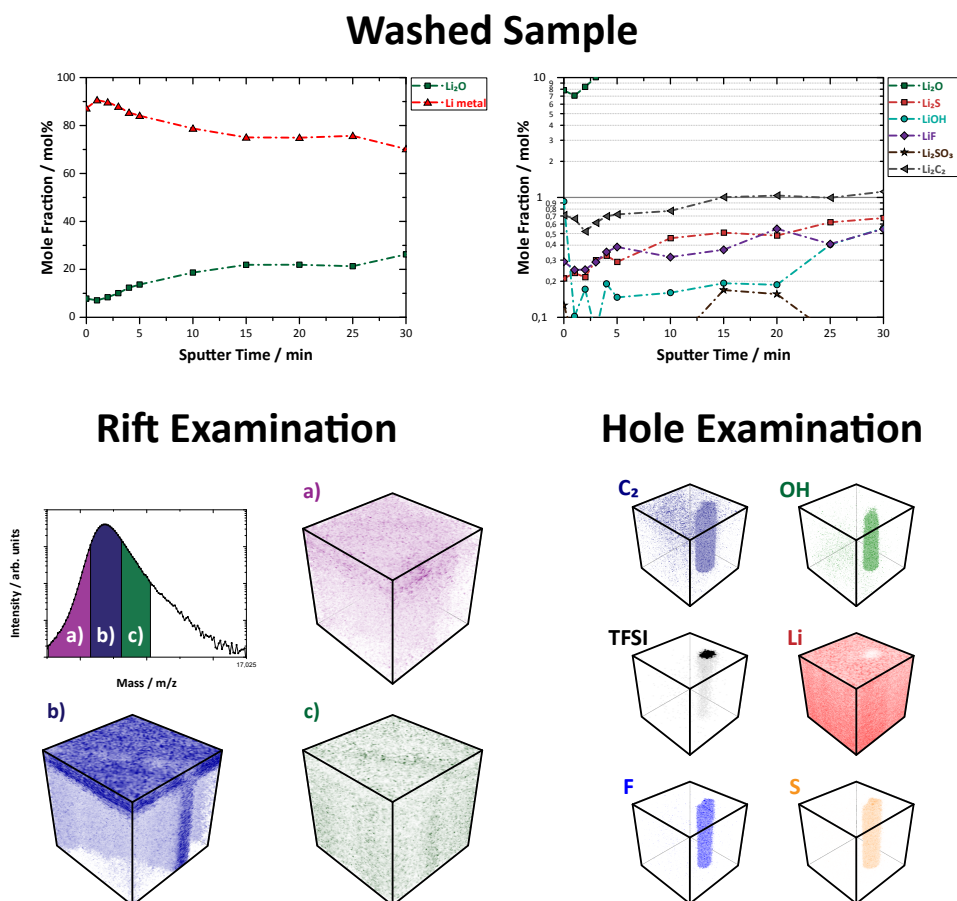 Washed Sample
Mole Fraction / mol%
100
80
60
40
20
0
0 5 10 15 20 25 30
Sputter Time / min
Li₂O
Li metal
Mole Fraction / mol%
10
9
8
7
6
5
4
3
2
1
0,9
0,8
0,7
0,6
0,5
0,4
0,3
0,2
0,1
0 5 10 15 20 25 30
Sputter Time / min
Li₂O
Li₂S
LiOH
LiF
Li₂SO₃
Li₂C₂
Rift Examination
Intensity / arb. units
a) b) c)
17,025
Mass / m/z
a)
b)
c)
Hole Examination
C₂
OH
TFSI
Li
F
S